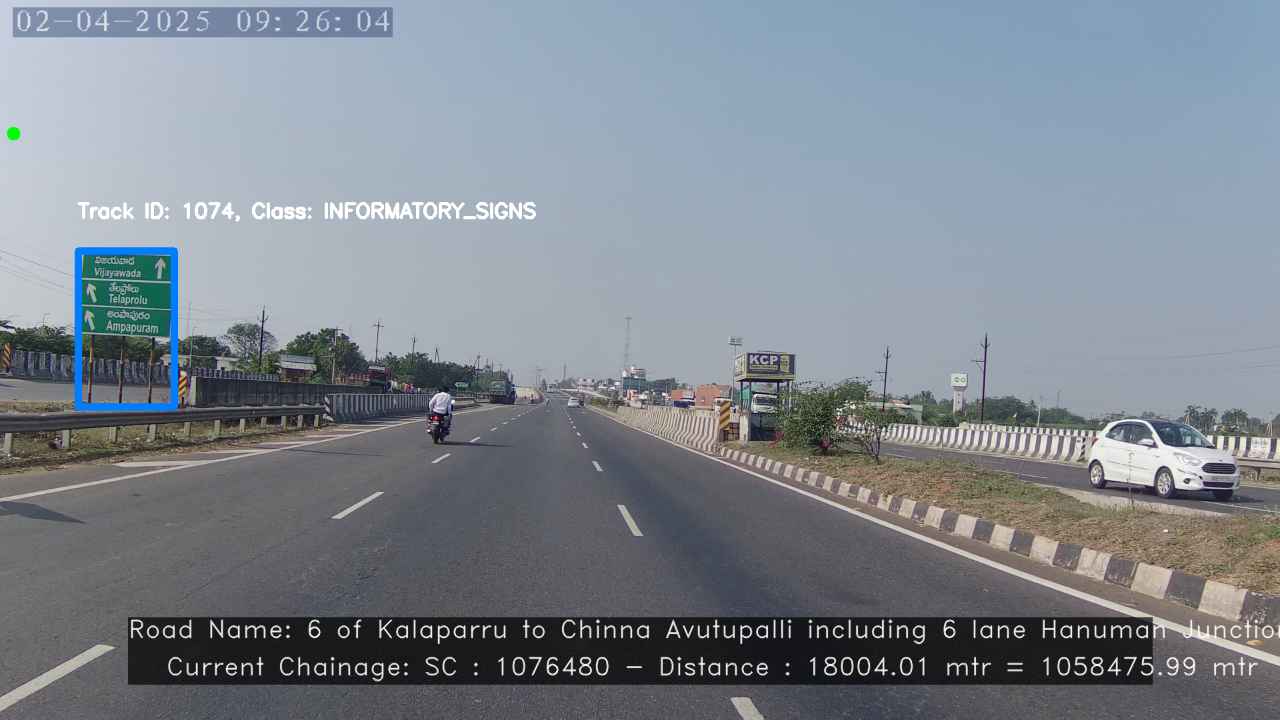 02-04-2025 09:26:04
Track ID: 1074, Class: INFORMATORY_SIGNS
విజయవాడ
Vijayawada
తేలప్రోలు
Telaprolu
అంపాపురం
Ampapuram
KCP
Road Name: 6 of Kalaparru to Chinna Avutupalli including 6 lane Hanuman Junction
Current Chainage: SC : 1076480 - Distance : 18004.01 mtr = 1058475.99 mtr